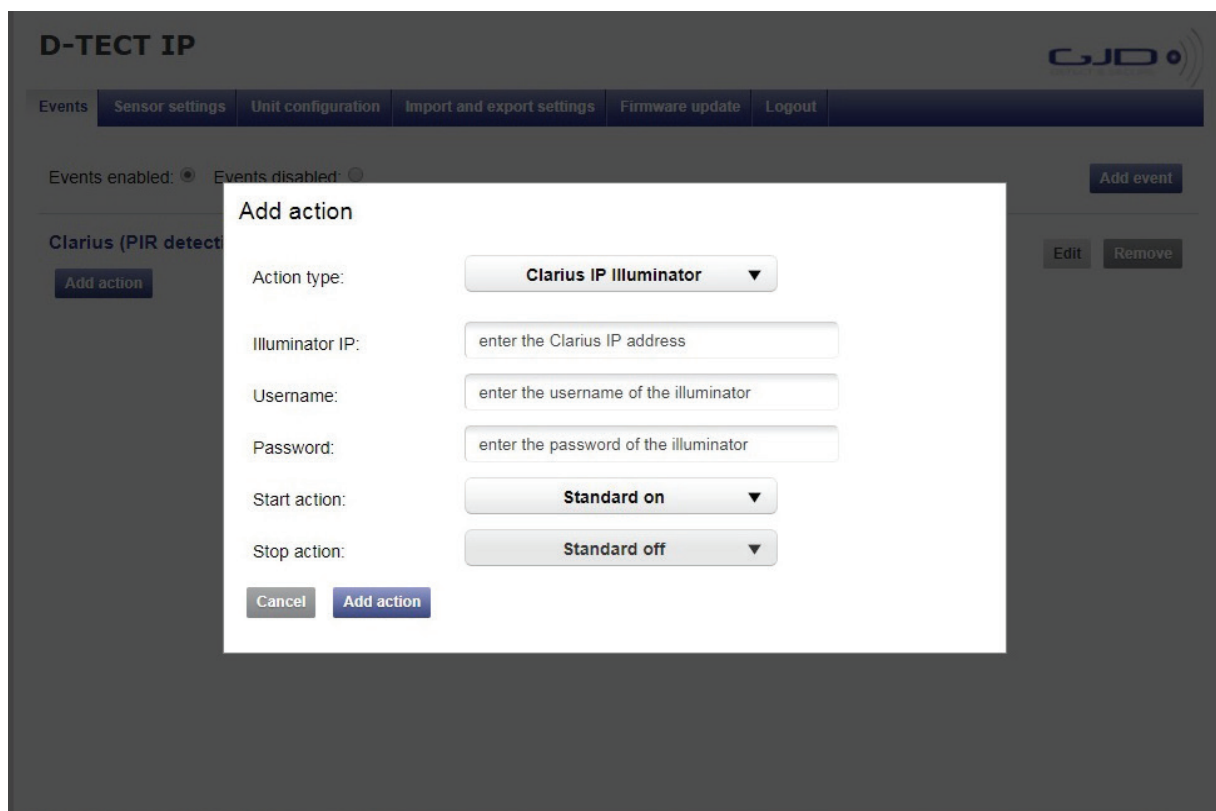 D-TECT IP
GJD
Events Sensor settings Unit configuration Import and export settings Firmware update Logout
Events enabled: Events disabled:
Add event
Clarius (PIR detecti
Edit Remove
Add action
Add action
Action type: Clarius IP Illuminator
Illuminator IP: enter the Clarius IP address
Username: enter the username of the illuminator
Password: enter the password of the illuminator
Start action: Standard on
Stop action: Standard off
Cancel Add action